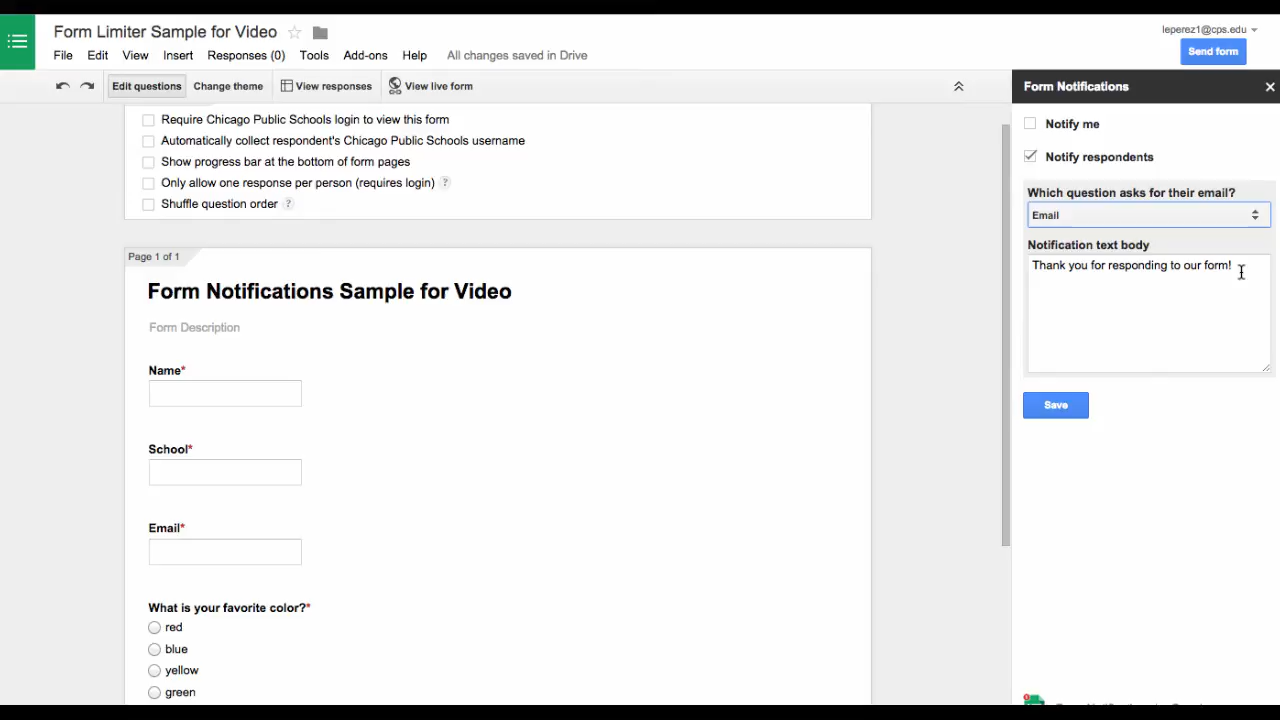 Form Limiter Sample for Video
leperez1@cps.edu
File Edit View Insert Responses (0) Tools Add-ons Help All changes saved in Drive
Send form
Edit questions Change theme View responses View live form
Form Notifications
Require Chicago Public Schools login to view this form
Automatically collect respondent's Chicago Public Schools username
Show progress bar at the bottom of form pages
Only allow one response per person (requires login) ?
Shuffle question order ?
Page 1 of 1
Form Notifications Sample for Video
Form Description
Name*
School*
Email*
What is your favorite color?*
red
blue
yellow
green
Notify me
Notify respondents
Which question asks for their email?
Email
Notification text body
Thank you for responding to our form!
Save